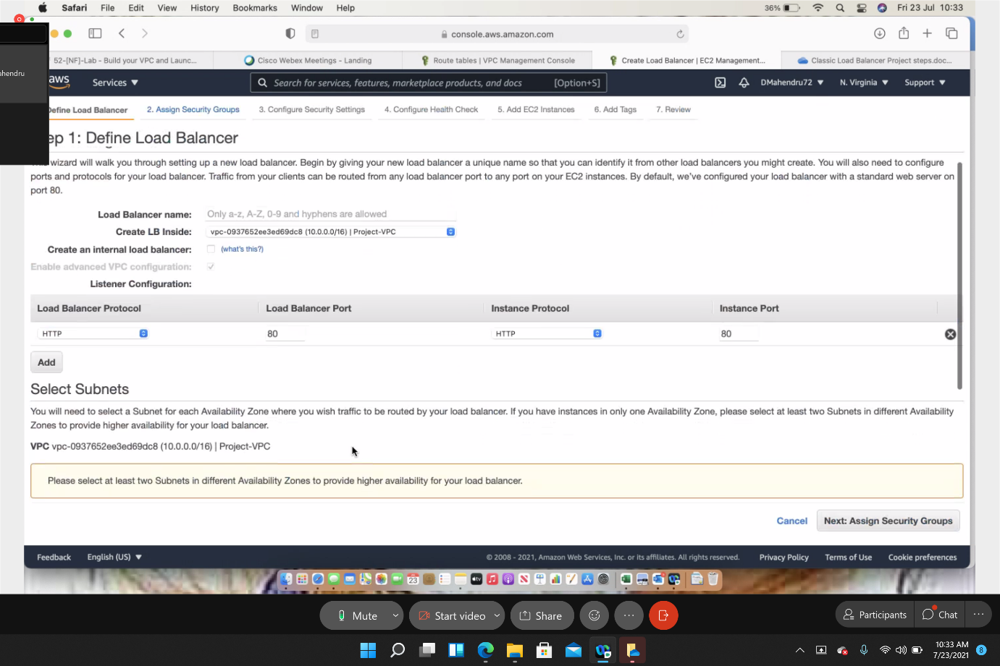 Safari File Edit View History Bookmarks Window Help 36% Fri 23 Jul 10:33
console.aws.amazon.com
52-[NF]-Lab - Build your VPC and Launc... Cisco Webex Meetings - Landing Route tables | VPC Management Console Create Load Balancer | EC2 Management... Classic Load Balancer Project steps.doc...
ahendru
aws Services Search for services, features, marketplace products, and docs [Option+S] DMahendru72 N. Virginia Support
efine Load Balancer 2. Assign Security Groups 3. Configure Security Settings 4. Configure Health Check 5. Add EC2 Instances 6. Add Tags 7. Review
ep 1: Define Load Balancer
wizard will walk you through setting up a new load balancer. Begin by giving your new load balancer a unique name so that you can identify it from other load balancers you might create. You will also need to configure
ports and protocols for your load balancer. Traffic from your clients can be routed from any load balancer port to any port on your EC2 instances. By default, we've configured your load balancer with a standard web server on
port 80.
Load Balancer name: Only a-z, A-Z, 0-9 and hyphens are allowed
Create LB Inside: vpc-0937652ee3ed69dc8 (10.0.0.0/16) | Project-VPC
Create an internal load balancer: (what's this?)
Enable advanced VPC configuration:
Listener Configuration:
Load Balancer Protocol Load Balancer Port Instance Protocol Instance Port
HTTP 80 HTTP 80
Add
Select Subnets
You will need to select a Subnet for each Availability Zone where you wish traffic to be routed by your load balancer. If you have instances in only one Availability Zone, please select at least two Subnets in different Availability
Zones to provide higher availability for your load balancer.
VPC vpc-0937652ee3ed69dc8 (10.0.0.0/16) | Project-VPC
Please select at least two Subnets in different Availability Zones to provide higher availability for your load balancer.
Cancel Next: Assign Security Groups
Feedback English (US) © 2008 - 2021, Amazon Web Services, Inc. or its affiliates. All rights reserved. Privacy Policy Terms of Use Cookie preferences
23 tv
Mute Start video Share Participants Chat
10:33 AM
7/23/2021 8